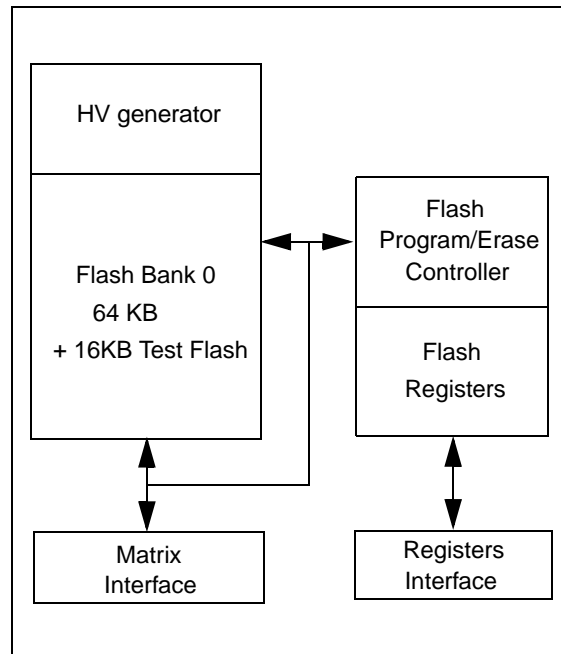 HV generator
Flash Bank 0
64 KB
+ 16KB Test Flash
Flash
Program/Erase
Controller
Flash
Registers
Matrix
Interface
Registers
Interface